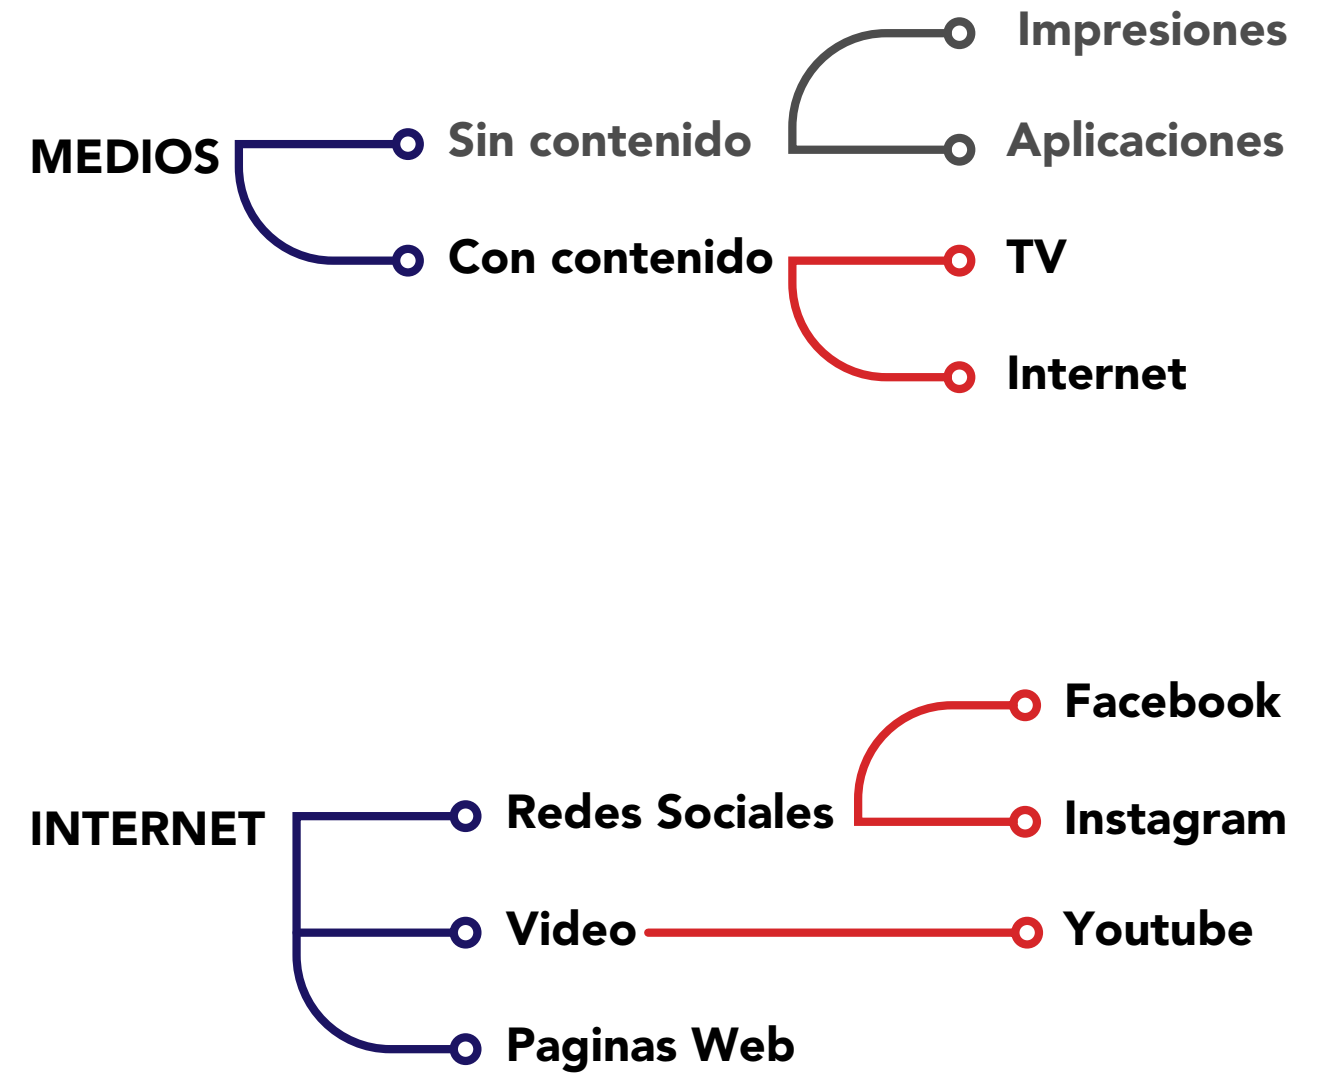 Impresiones
MEDIOS
Sin contenido
Aplicaciones
Con contenido
TV
Internet
Facebook
INTERNET
Redes Sociales
Instagram
Video
Youtube
Paginas Web